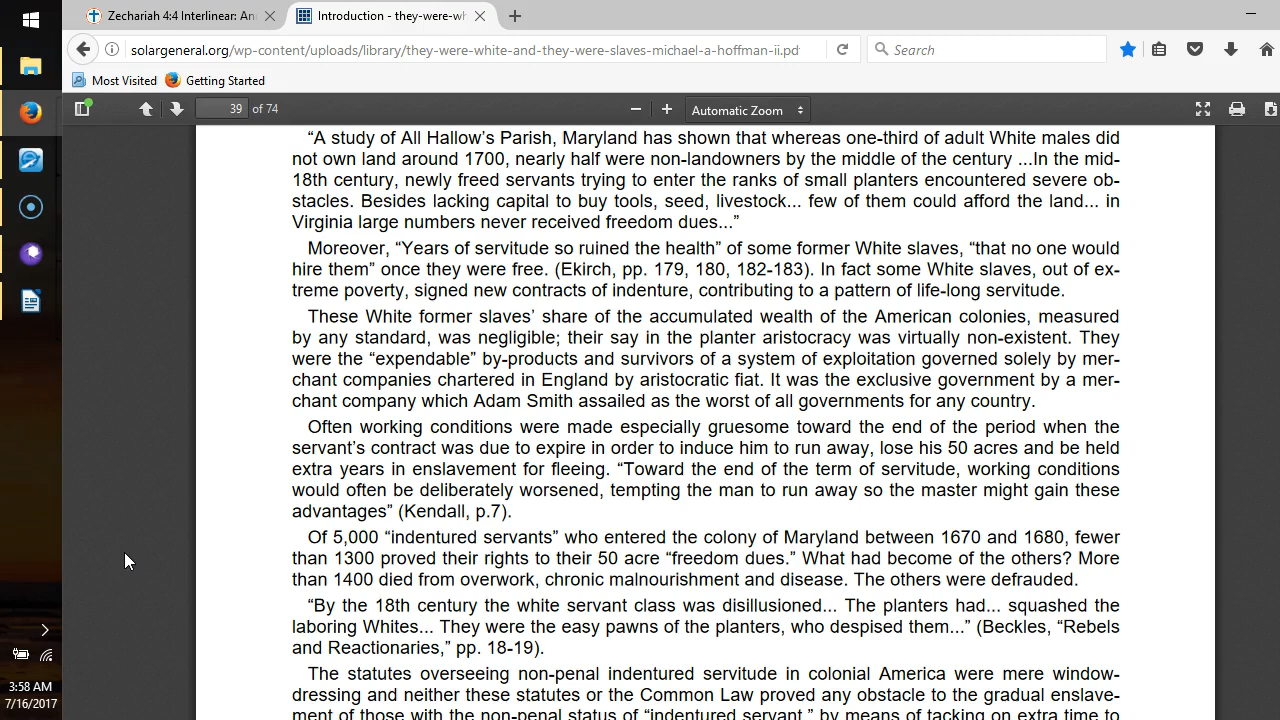 Zechariah 4:4 Interlinear: An
Introduction - they-were-wh
solargeneral.org/wp-content/uploads/library/they-were-white-and-they-were-slaves-michael-a-hoffman-ii.pdf
Search
Most Visited
Getting Started
39 of 74
Automatic Zoom
“A study of All Hallow’s Parish, Maryland has shown that whereas one-third of adult White males did
not own land around 1700, nearly half were non-landowners by the middle of the century ...In the mid-
18th century, newly freed servants trying to enter the ranks of small planters encountered severe ob-
stacles. Besides lacking capital to buy tools, seed, livestock... few of them could afford the land... in
Virginia large numbers never received freedom dues...”
Moreover, “Years of servitude so ruined the health” of some former White slaves, “that no one would
hire them” once they were free. (Ekirch, pp. 179, 180, 182-183). In fact some White slaves, out of ex-
treme poverty, signed new contracts of indenture, contributing to a pattern of life-long servitude.
These White former slaves’ share of the accumulated wealth of the American colonies, measured
by any standard, was negligible; their say in the planter aristocracy was virtually non-existent. They
were the “expendable” by-products and survivors of a system of exploitation governed solely by mer-
chant companies chartered in England by aristocratic fiat. It was the exclusive government by a mer-
chant company which Adam Smith assailed as the worst of all governments for any country.
Often working conditions were made especially gruesome toward the end of the period when the
servant’s contract was due to expire in order to induce him to run away, lose his 50 acres and be held
extra years in enslavement for fleeing. “Toward the end of the term of servitude, working conditions
would often be deliberately worsened, tempting the man to run away so the master might gain these
advantages” (Kendall, p.7).
Of 5,000 “indentured servants” who entered the colony of Maryland between 1670 and 1680, fewer
than 1300 proved their rights to their 50 acre “freedom dues.” What had become of the others? More
than 1400 died from overwork, chronic malnourishment and disease. The others were defrauded.
“By the 18th century the white servant class was disillusioned... The planters had... squashed the
laboring Whites... They were the easy pawns of the planters, who despised them...” (Beckles, “Rebels
and Reactionaries,” pp. 18-19).
The statutes overseeing non-penal indentured servitude in colonial America were mere window-
dressing and neither these statutes or the Common Law proved any obstacle to the gradual enslave-
ment of those with the non-penal status of “indentured servant,” by means of tacking on extra time to
3:58 AM
7/16/2017